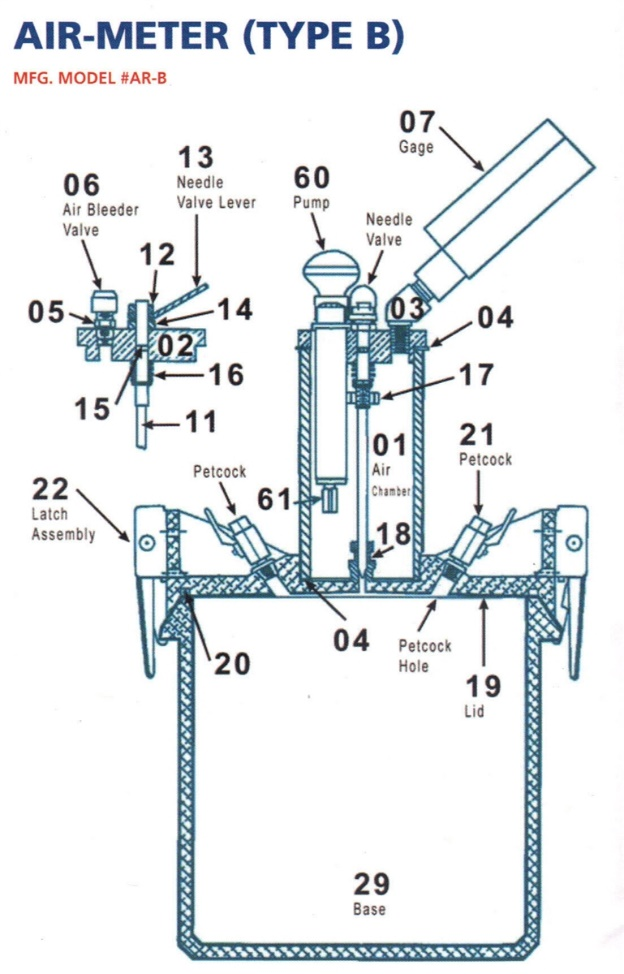 AIR-METER (TYPE B)
MFG. MODEL #AR-B
07
Gage
13
Needle
Valve Lever
06
Air Bleeder
Valve
60
Pump
Needle
Valve
12
05
14
03
04
02
16
17
15
11
01
Air
Chamber
21
Petcock
Petcock
22
Latch
Assembly
61
18
04
Petcock
Hole
20
19
Lid
29
Base